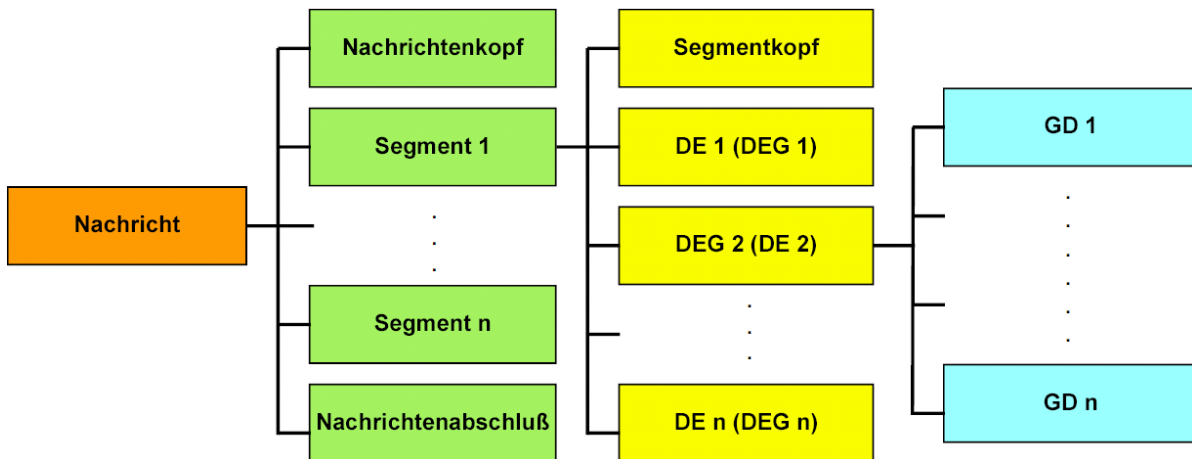 Nachricht
Nachrichtenkopf
Segment 1
Segment n
Nachrichtenabschluß
Segmentkopf
DE 1 (DEG 1)
DEG 2 (DE 2)
DE n (DEG n)
GD 1
GD n